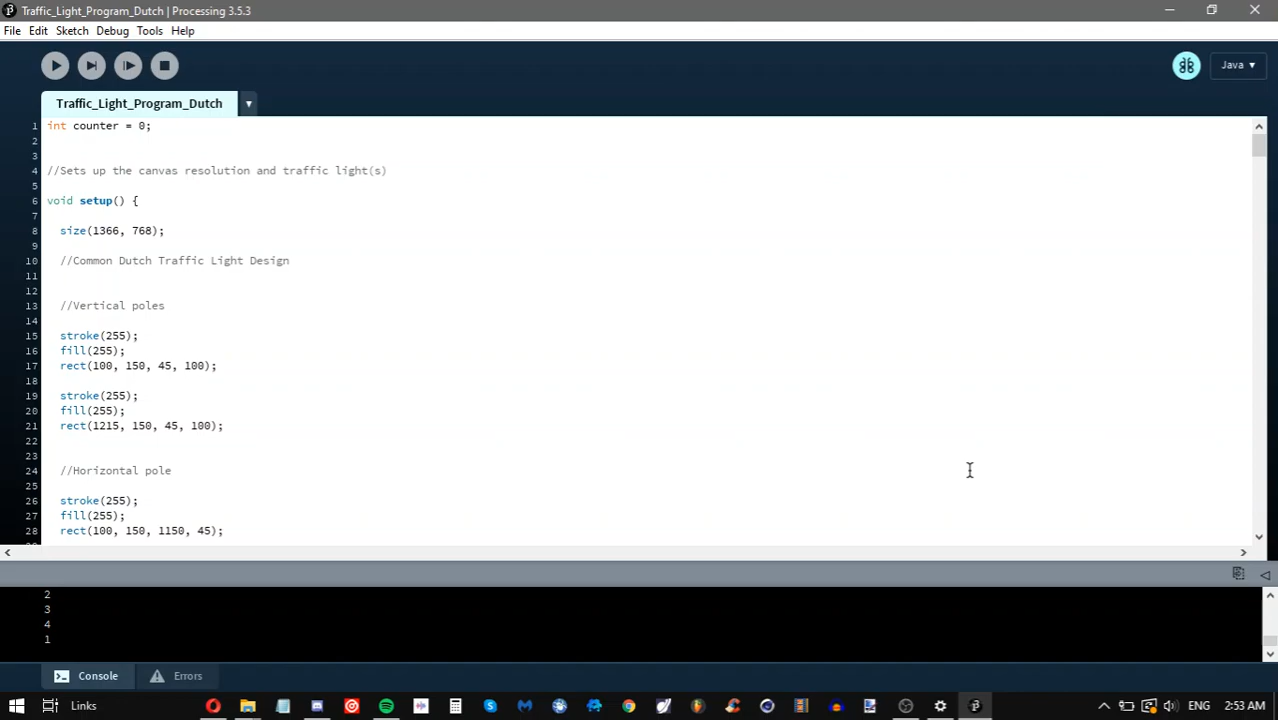 Traffic_Light_Program_Dutch | Processing 3.5.3
File Edit Sketch Debug Tools Help
Java ▾
Traffic_Light_Program_Dutch ▾
1 int counter = 0;
2
3
4 //Sets up the canvas resolution and traffic light(s)
5
6 void setup() {
7
8 size(1366, 768);
9
10 //Common Dutch Traffic Light Design
11
12
13 //Vertical poles
14
15 stroke(255);
16 fill(255);
17 rect(100, 150, 45, 100);
18
19 stroke(255);
20 fill(255);
21 rect(1215, 150, 45, 100);
22
23
24 //Horizontal pole
25
26 stroke(255);
27 fill(255);
28 rect(100, 150, 1150, 45);
2
3
4
1
Console Errors
Links ENG 2:53 AM